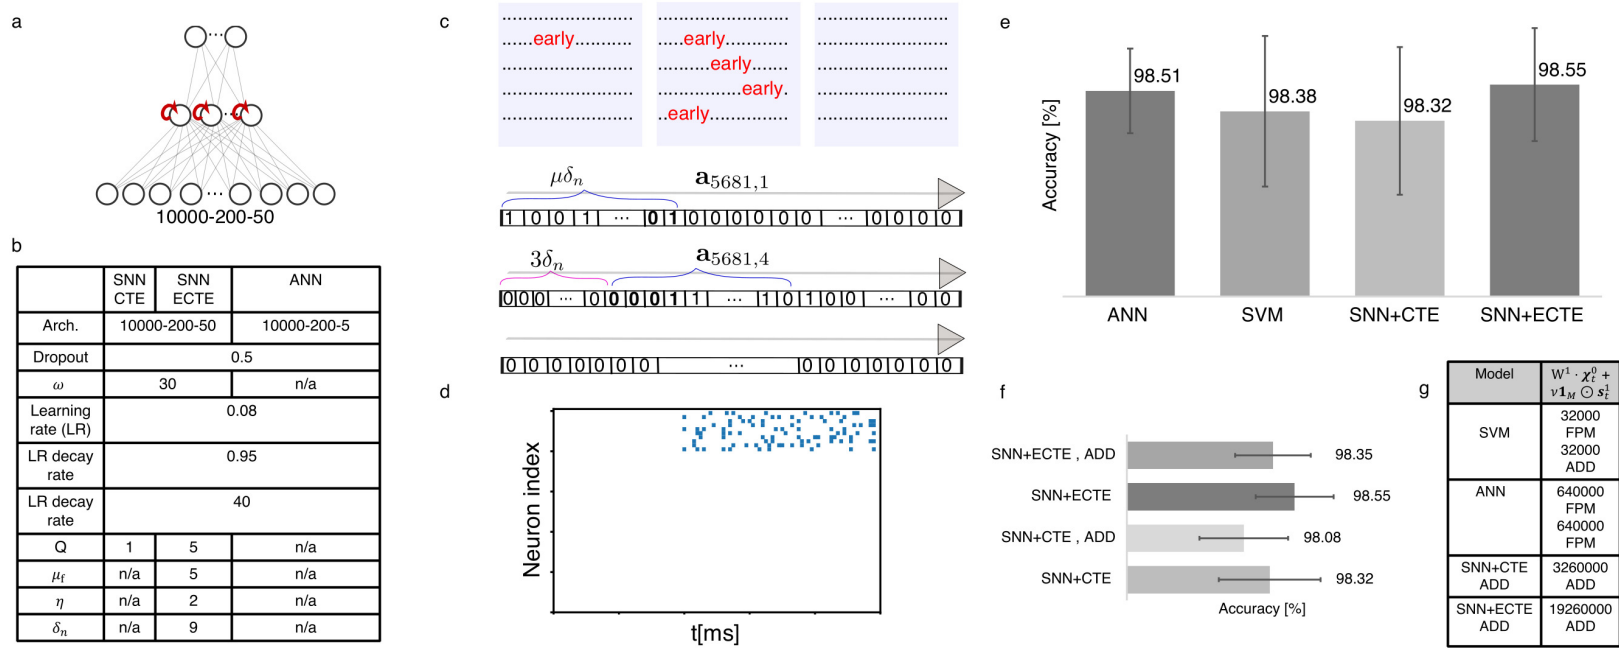 a
10000-200-50
b
SNN CTE
SNN ECTE
ANN
Arch.
10000-200-50
10000-200-5
Dropout
0.5
ω
30
n/a
Learning rate (LR)
0.08
LR decay rate
0.95
LR decay rate
40
Q
1
5
n/a
μf
n/a
5
n/a
η
n/a
2
n/a
δn
n/a
9
n/a
c
........................
......early...........
.....early............
..........early.......
................early.
..early................
μδn
a5681,1
1 0 0 1 ... 0 1 0 0 0 0 0 0 0 ... 0 0 0 0
3δn
a5681,4
0 0 0 ... 0 0 0 0 1 1 ... 1 0 1 0 0 ... 0 0
0 0 0 0 0 0 0 ... 0 0 0 0 0 0 0
d
Neuron index
t[ms]
e
Accuracy [%]
98.51
98.38
98.32
98.55
ANN
SVM
SNN+CTE
SNN+ECTE
f
SNN+ECTE , ADD
98.35
SNN+ECTE
98.55
SNN+CTE , ADD
98.08
SNN+CTE
98.32
Accuracy [%]
g
Model
W¹ · χₜ⁰ +
ν1_M ⊙ sₜ¹
SVM
32000
FPM
32000
ADD
ANN
640000
FPM
640000
FPM
SNN+CTE
ADD
3260000
ADD
SNN+ECTE
ADD
19260000
ADD